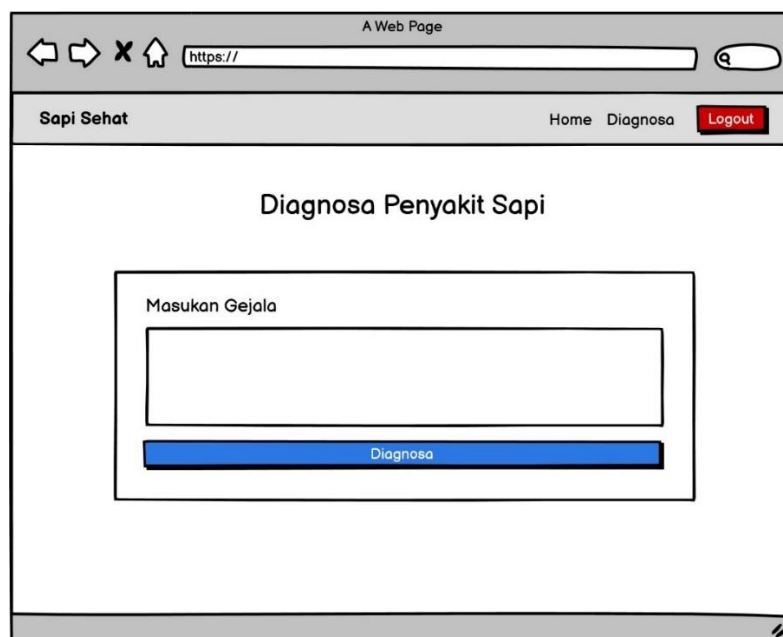 A Web Page
https://
Sapi Sehat
Home Diagnosa Logout
Diagnosa Penyakit Sapi
Masukan Gejala
Diagnosa